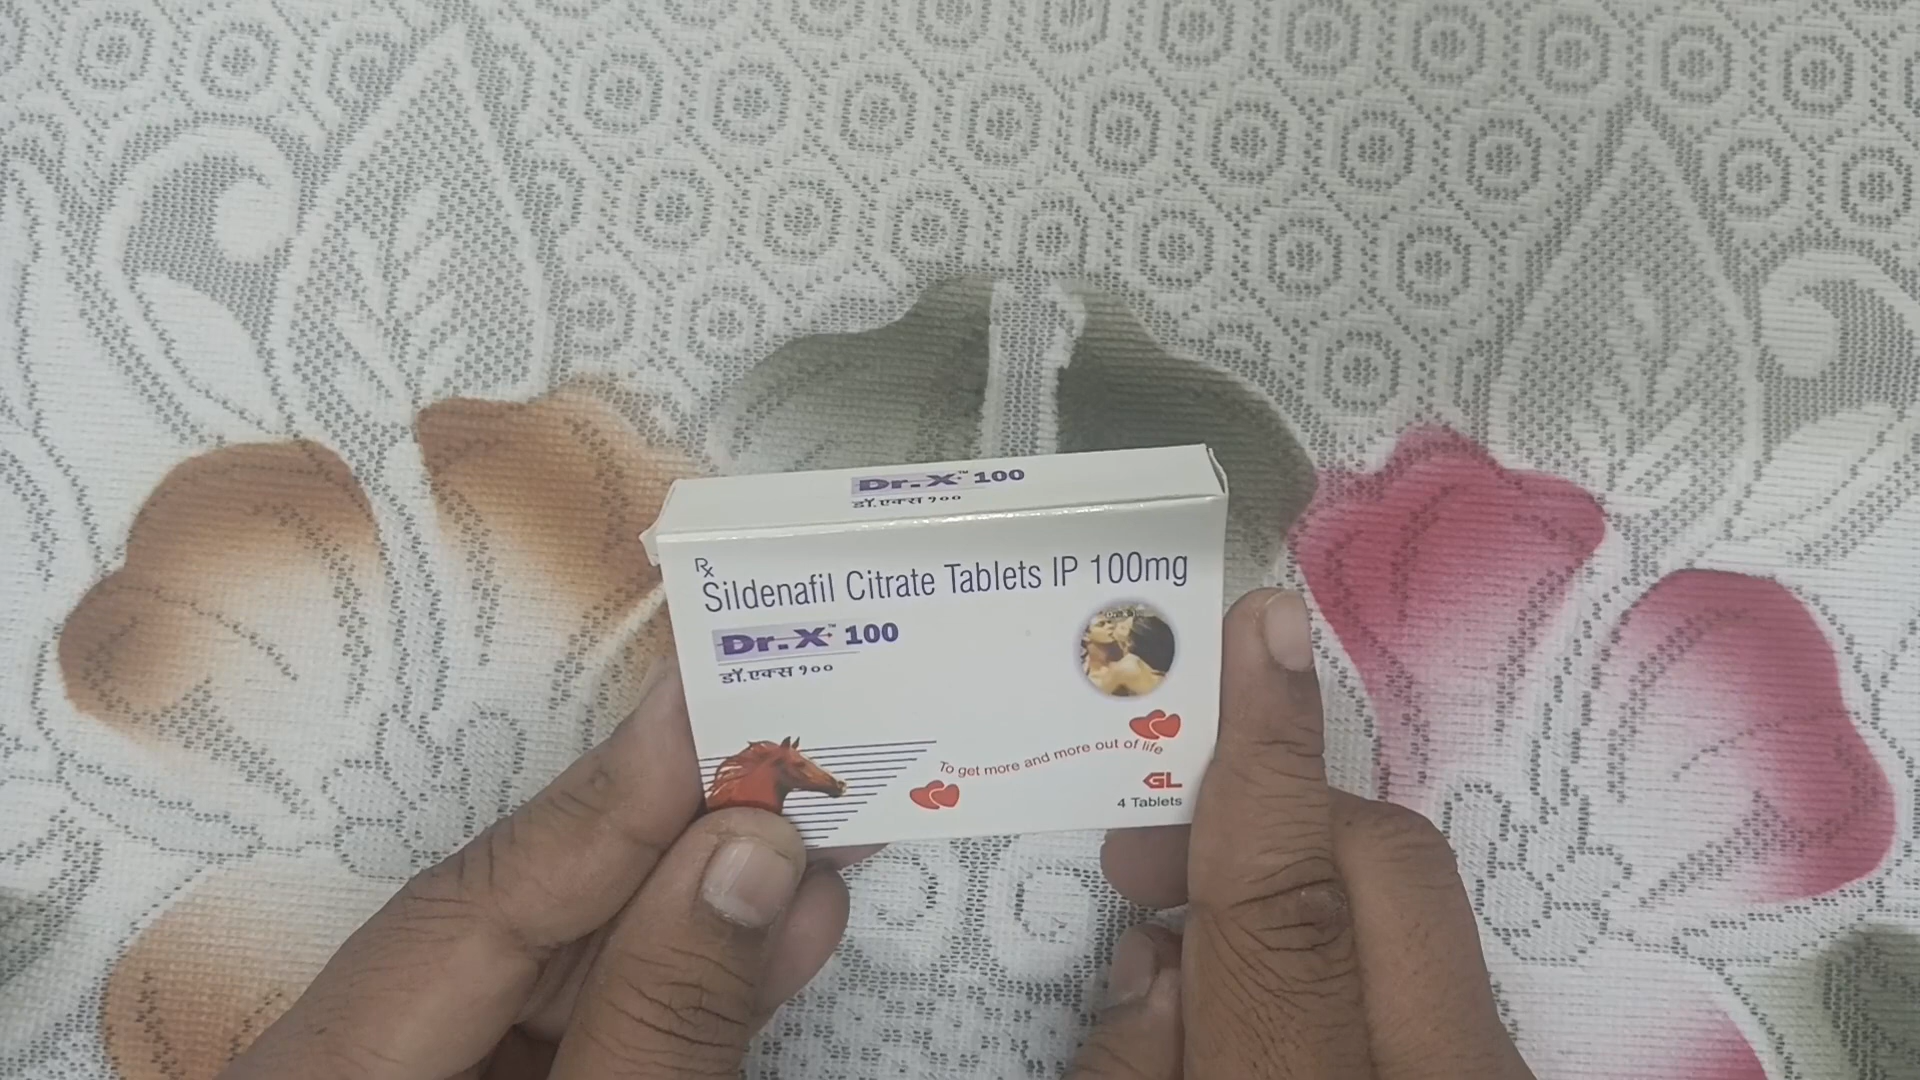 Dr.X™ 100
डॉ.एक्स १००
Rx
Sildenafil Citrate Tablets IP 100mg
Dr.X™ 100
डॉ.एक्स १००
To get more and more out of life
GL
4 Tablets